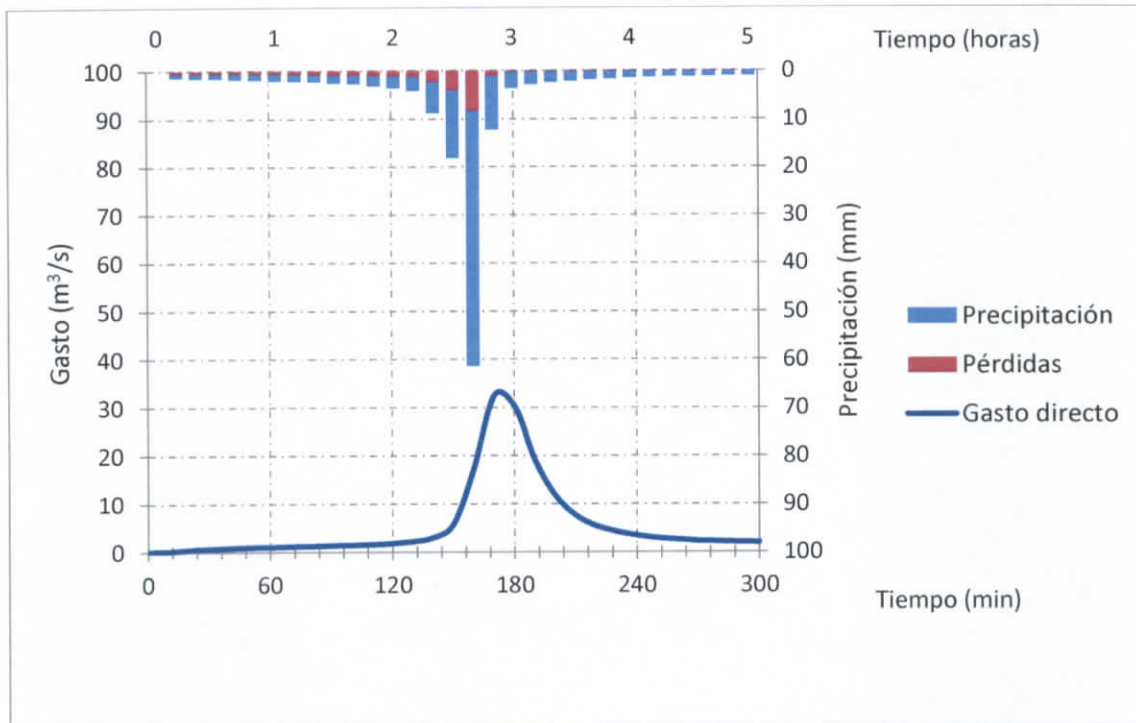 0 1 2 3 4 5 Tiempo (horas)
100 0
90 10
80 20
70 30
60 40
50 50
40 60
30 70
20 80
10 90
0 100
Gasto (m³/s)
Precipitación (mm)
Precipitación
Pérdidas
Gasto directo
0 60 120 180 240 300
Tiempo (min)